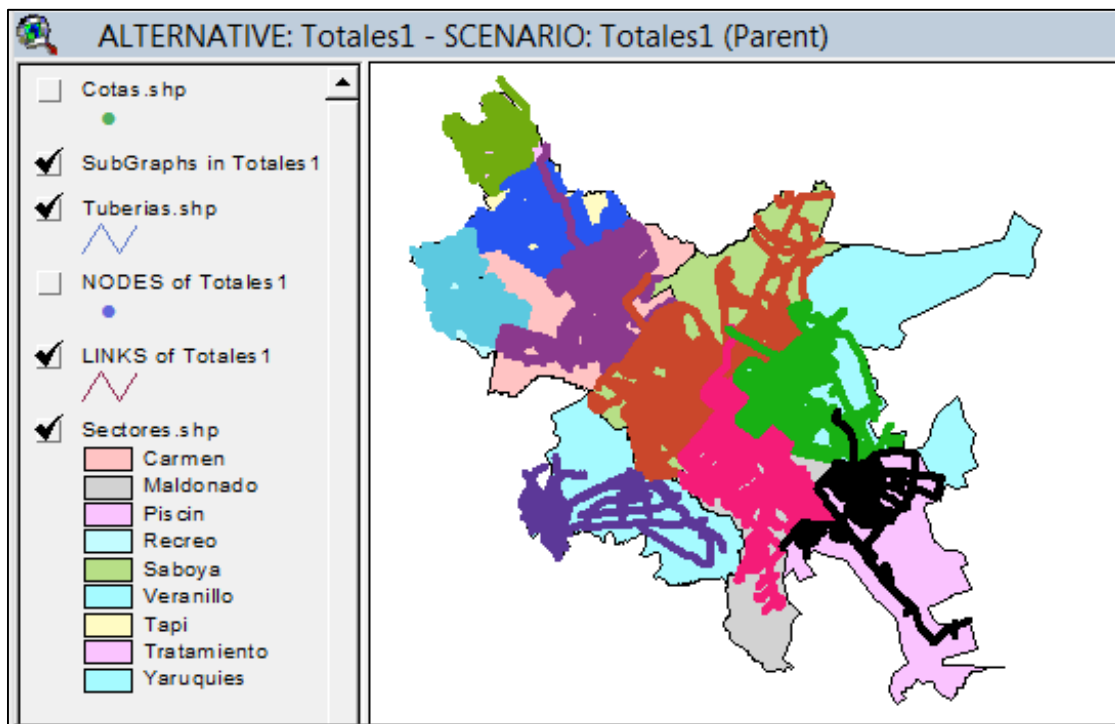 ALTERNATIVE: Totales1 - SCENARIO: Totales1 (Parent)
Cotas.shp
SubGraphs in Totales1
Tuberias.shp
NODES of Totales1
LINKS of Totales1
Sectores.shp
Carmen
Maldonado
Piscin
Recreo
Saboya
Veranillo
Tapi
Tratamiento
Yaruquies